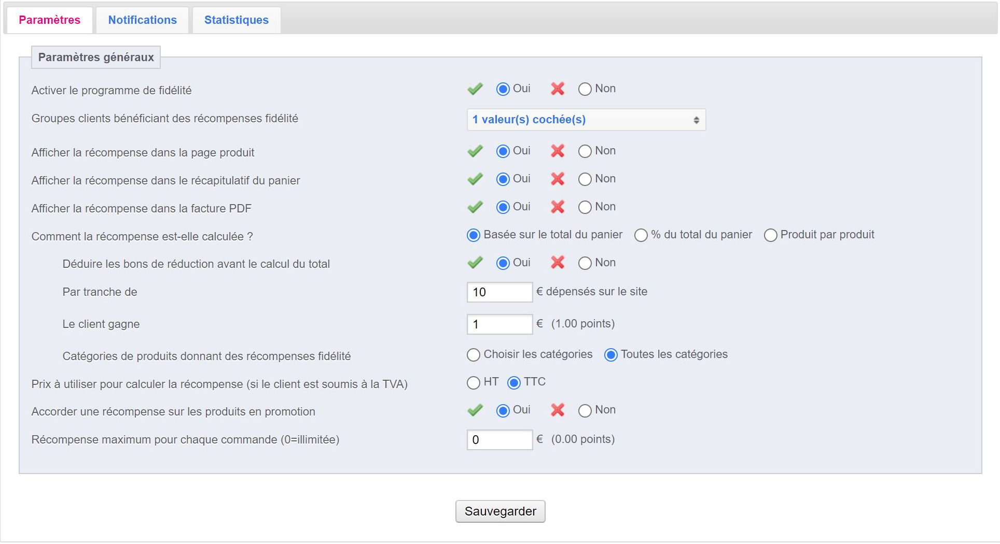 Paramètres Notifications Statistiques
Paramètres généraux
Activer le programme de fidélité Oui Non
Groupes clients bénéficiant des récompenses fidélité 1 valeur(s) cochée(s)
Afficher la récompense dans la page produit Oui Non
Afficher la récompense dans le récapitulatif du panier Oui Non
Afficher la récompense dans la facture PDF Oui Non
Comment la récompense est-elle calculée ? Basée sur le total du panier % du total du panier Produit par produit
Déduire les bons de réduction avant le calcul du total Oui Non
Par tranche de 10 € dépensés sur le site
Le client gagne 1 € (1.00 points)
Catégories de produits donnant des récompenses fidélité Choisir les catégories Toutes les catégories
Prix à utiliser pour calculer la récompense (si le client est soumis à la TVA) HT TTC
Accorder une récompense sur les produits en promotion Oui Non
Récompense maximum pour chaque commande (0=illimitée) 0 € (0.00 points)
Sauvegarder